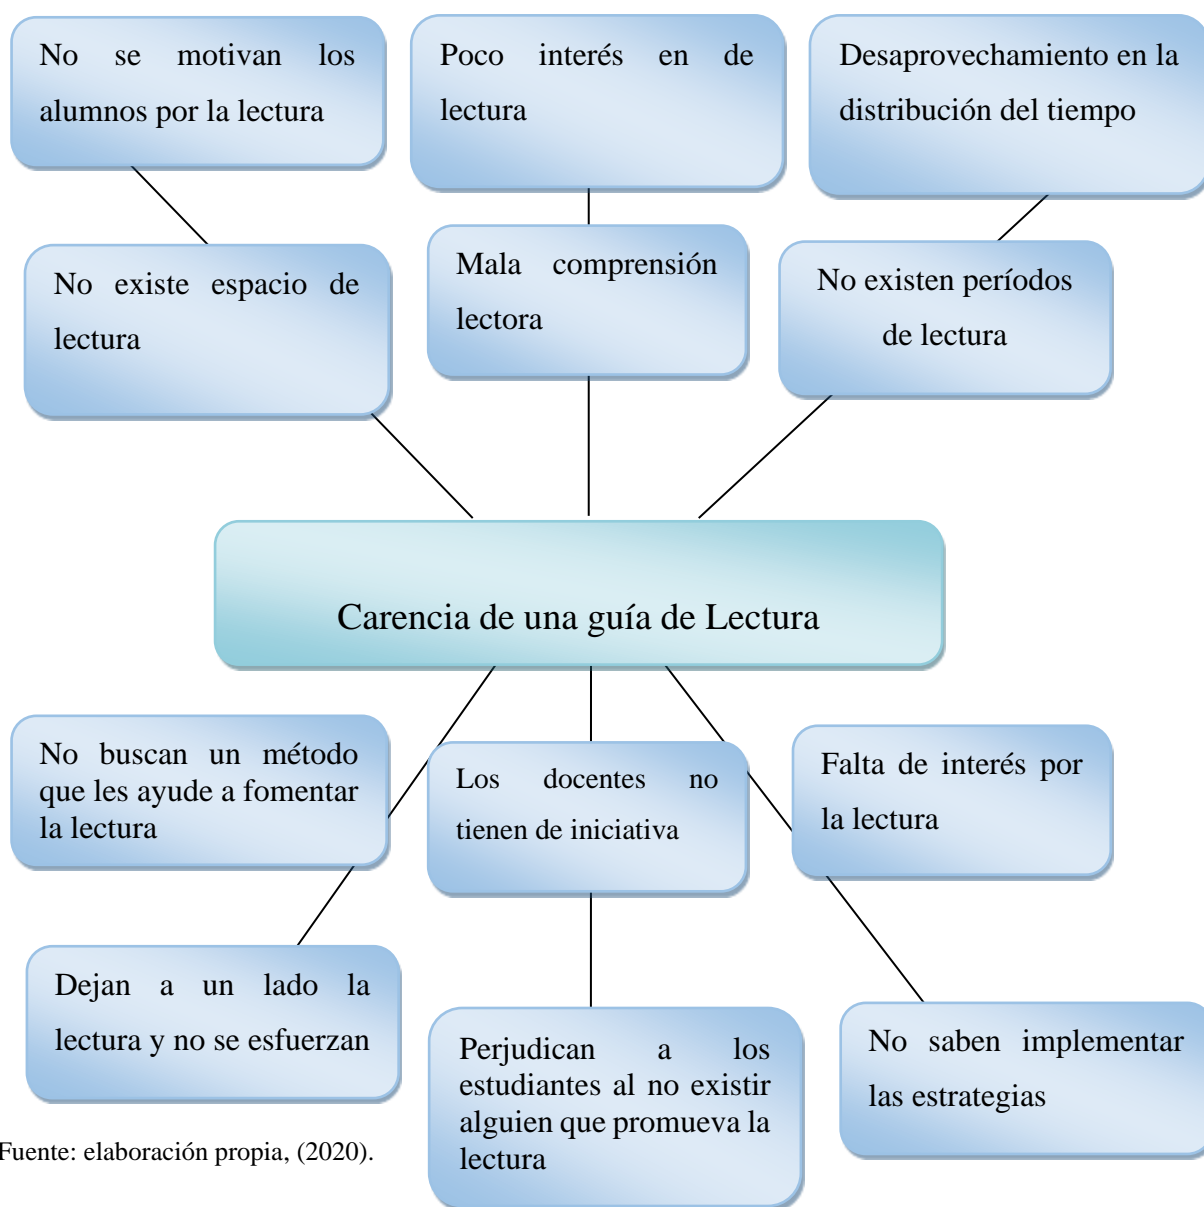 No se motivan los
alumnos por la lectura
Poco interés en de
lectura
Desaprovechamiento en la
distribución del tiempo
No existe espacio de
lectura
Mala comprensión
lectora
No existen períodos
de lectura
Carencia de una guía de Lectura
No buscan un método
que les ayude a fomentar
la lectura
Los docentes no
tienen de iniciativa
Falta de interés por
la lectura
Dejan a un lado la
lectura y no se esfuerzan
Perjudican a los
estudiantes al no existir
alguien que promueva la
lectura
No saben implementar
las estrategias
Fuente: elaboración propia, (2020).